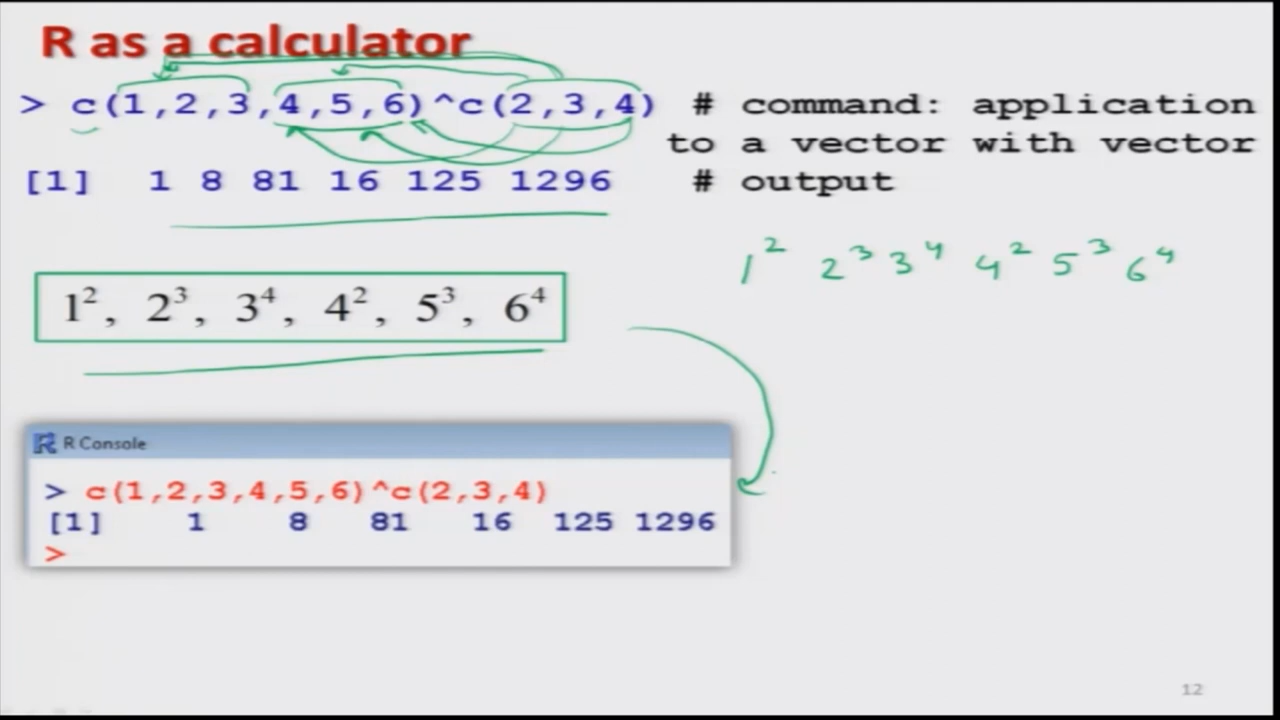 R as a calculator
> c(1,2,3,4,5,6)^c(2,3,4) # command: application
to a vector with vector
[1] 1 8 81 16 125 1296 # output
1² 2³ 3⁴ 4² 5³ 6⁴
1², 2³, 3⁴, 4², 5³, 6⁴
R Console
> c(1,2,3,4,5,6)^c(2,3,4)
[1] 1 8 81 16 125 1296
>
12